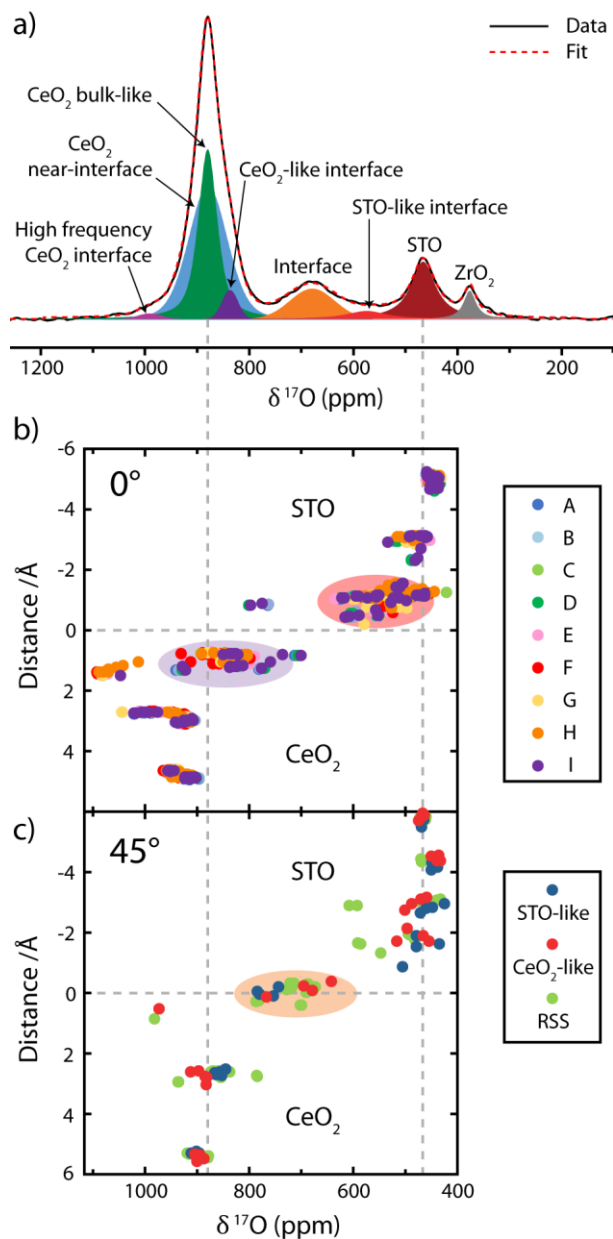 a)
Data
Fit
CeO₂ bulk-like
CeO₂
near-interface
CeO₂-like interface
High frequency
CeO₂ interface
STO-like interface
Interface
STO
ZrO₂
1200 1000 800 600 400 200
δ ¹⁷O (ppm)
b)
0°
STO
Distance /Å
-6
-4
-2
0
2
4
CeO₂
A
B
C
D
E
F
G
H
I
c)
45°
STO
Distance /Å
-4
-2
0
2
4
6
CeO₂
STO-like
CeO₂-like
RSS
1000 800 600 400
δ ¹⁷O (ppm)